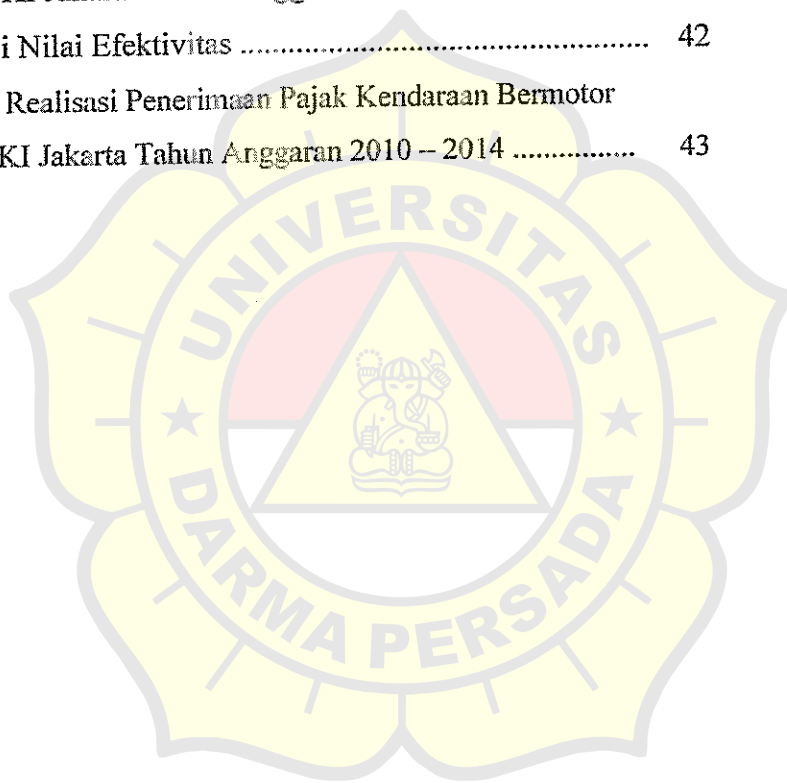 i Nilai Efektivitas ........................................................ 42
Realisasi Penerimaan Pajak Kendaraan Bermotor
KI Jakarta Tahun Anggaran 2010 – 2014 ................ 43
UNIVERSITAS
DARMA PERSADA